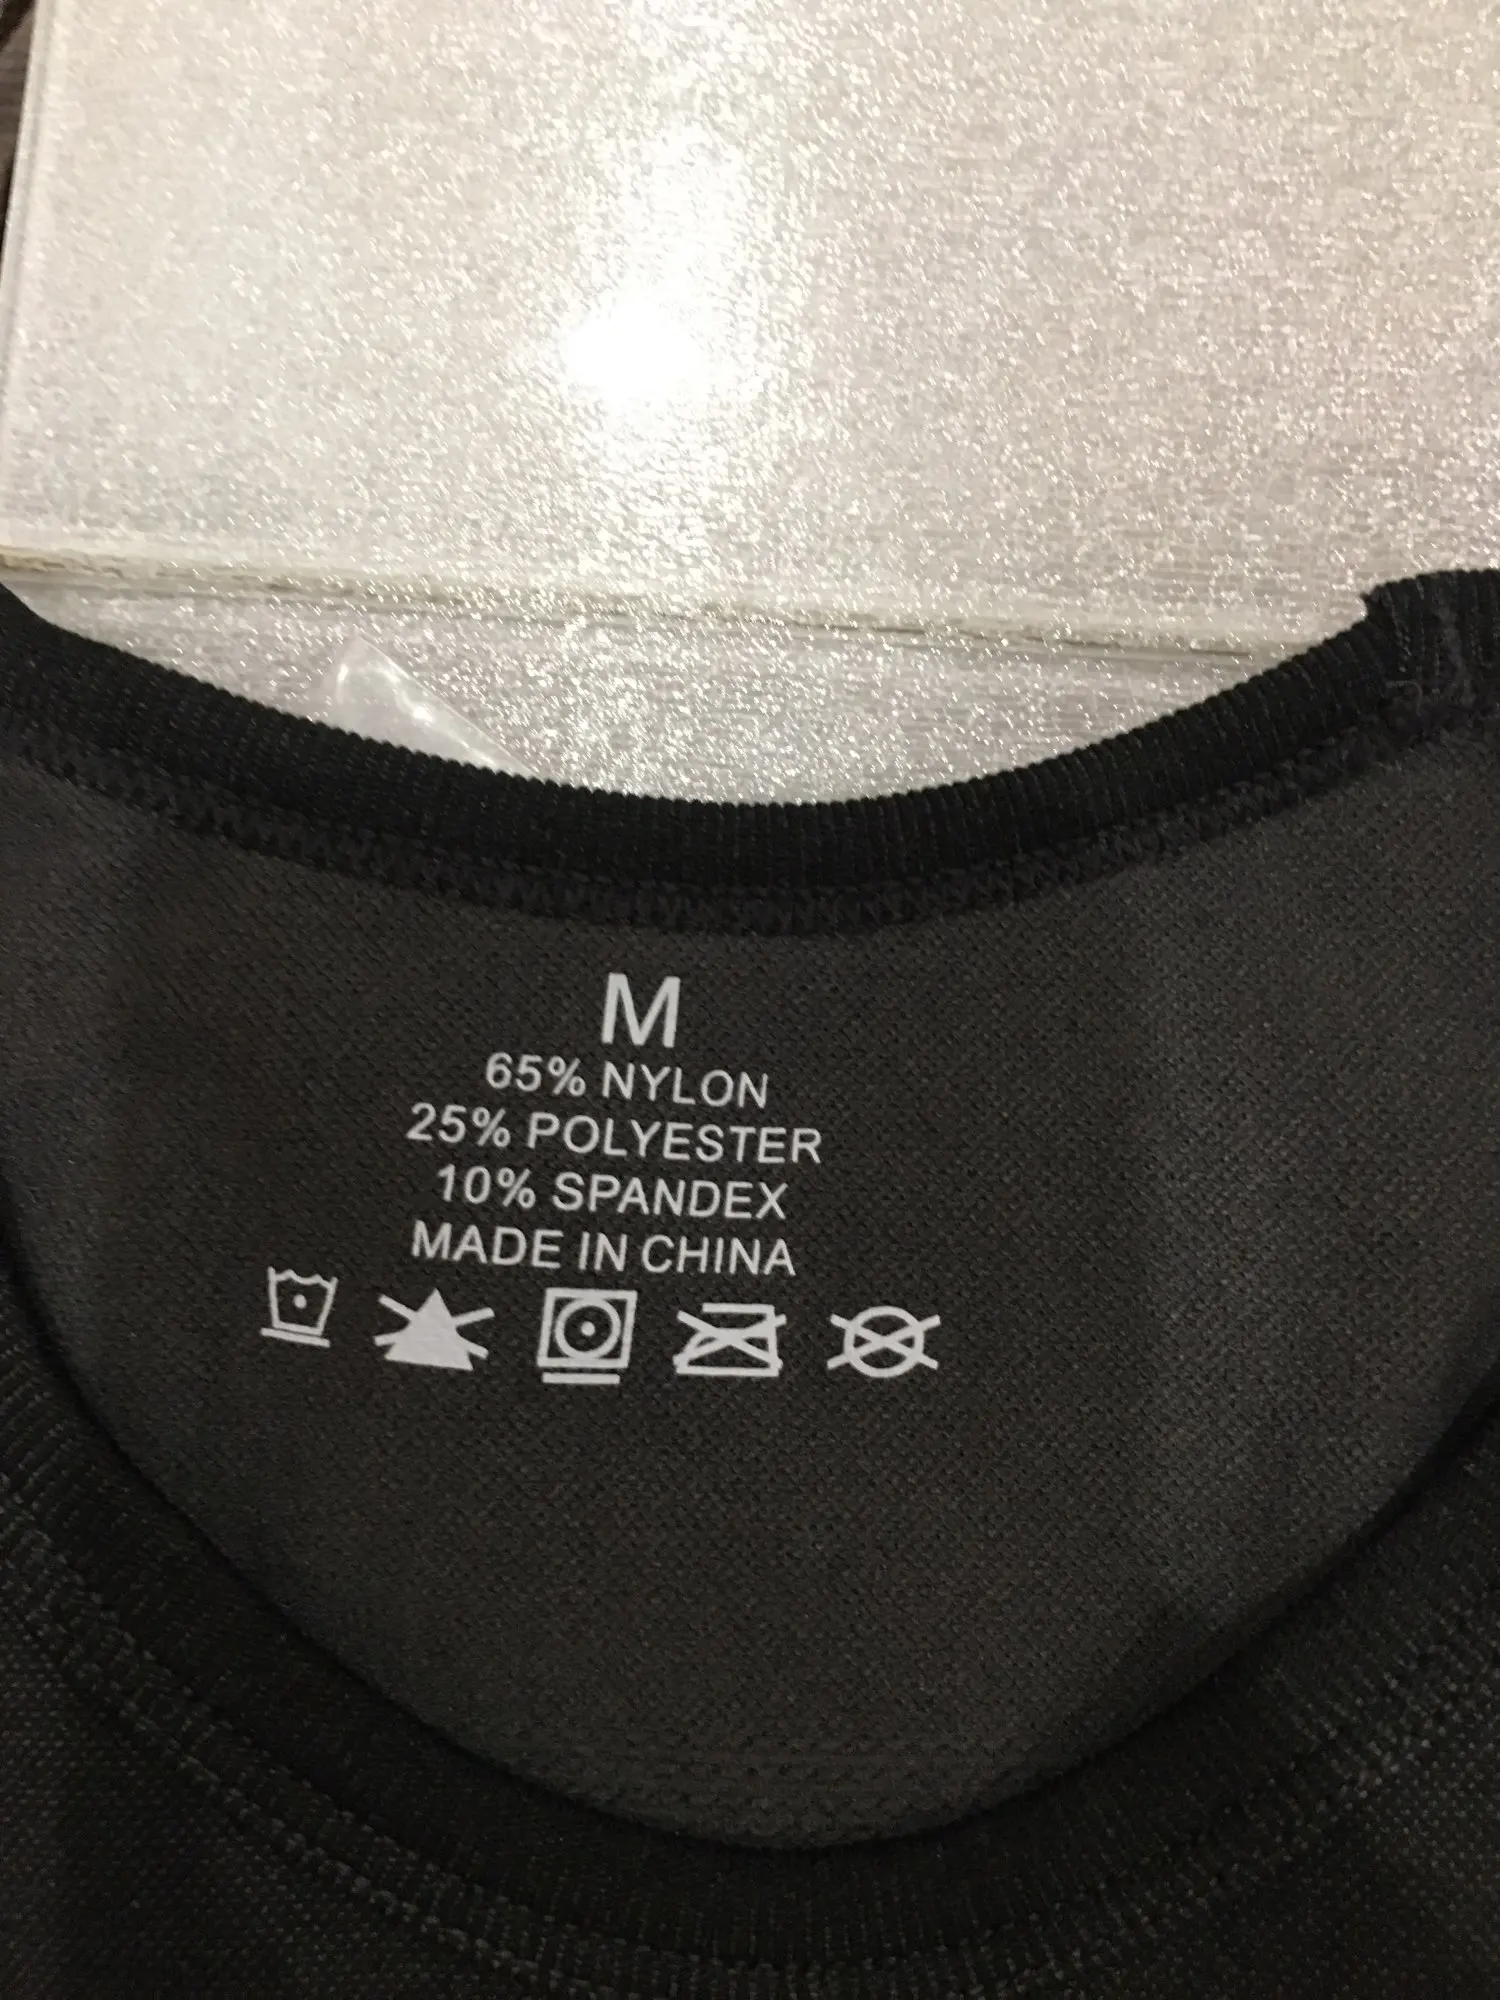 M
65% NYLON
25% POLYESTER
10% SPANDEX
MADE IN CHINA